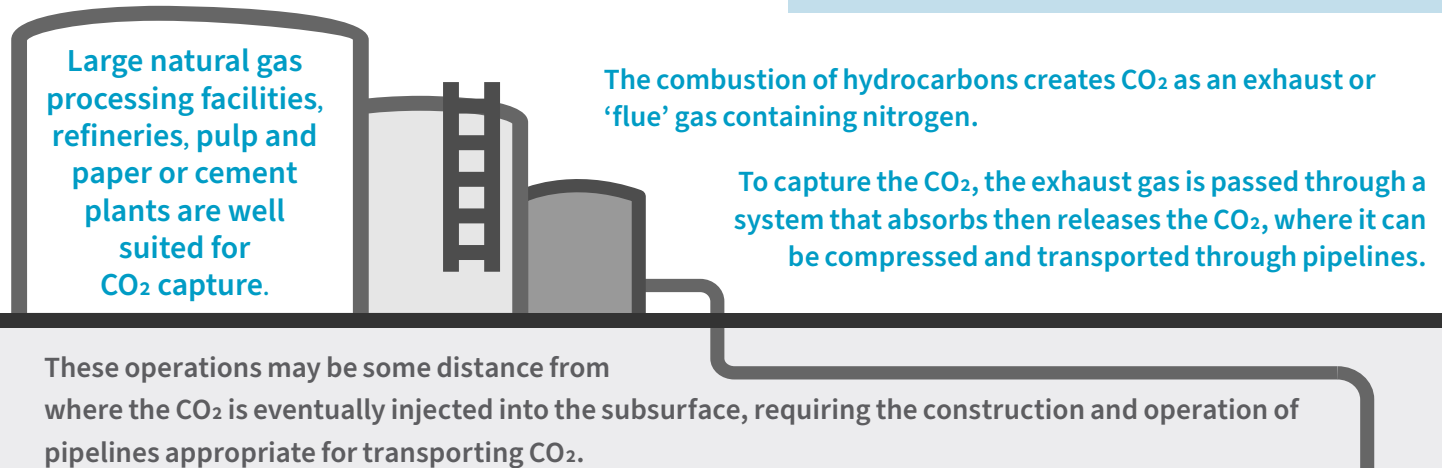 Large natural gas
processing facilities,
refineries, pulp and
paper or cement
plants are well
suited for
CO₂ capture.
The combustion of hydrocarbons creates CO₂ as an exhaust or
‘flue’ gas containing nitrogen.
To capture the CO₂, the exhaust gas is passed through a
system that absorbs then releases the CO₂, where it can
be compressed and transported through pipelines.
These operations may be some distance from
where the CO₂ is eventually injected into the subsurface, requiring the construction and operation of
pipelines appropriate for transporting CO₂.